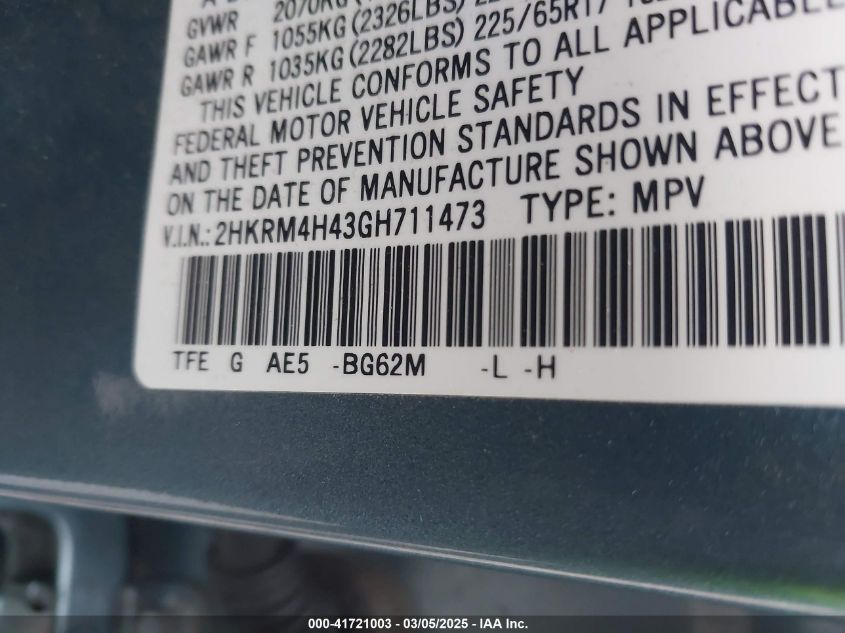 GVWR 2070KG
GAWR F 1055KG (2326LBS)
GAWR R 1035KG (2282LBS) 225/65R17
THIS VEHICLE CONFORMS TO ALL APPLICABLE
FEDERAL MOTOR VEHICLE SAFETY
AND THEFT PREVENTION STANDARDS IN EFFECT
ON THE DATE OF MANUFACTURE SHOWN ABOVE
V.I.N.: 2HKRM4H43GH711473 TYPE: MPV
TFE G AE5 -BG62M -L -H
000-41721003 | 03/05/2025 - IAA Inc.